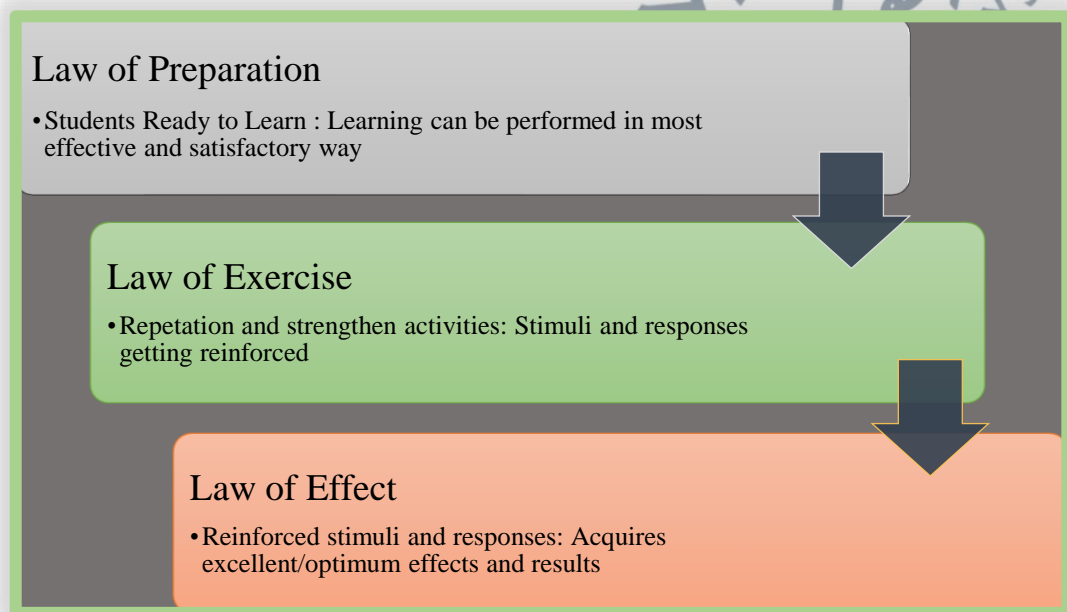 Law of Preparation
•Students Ready to Learn : Learning can be performed in most
effective and satisfactory way
Law of Exercise
•Repetation and strengthen activities: Stimuli and responses
getting reinforced
Law of Effect
•Reinforced stimuli and responses: Acquires
excellent/optimum effects and results